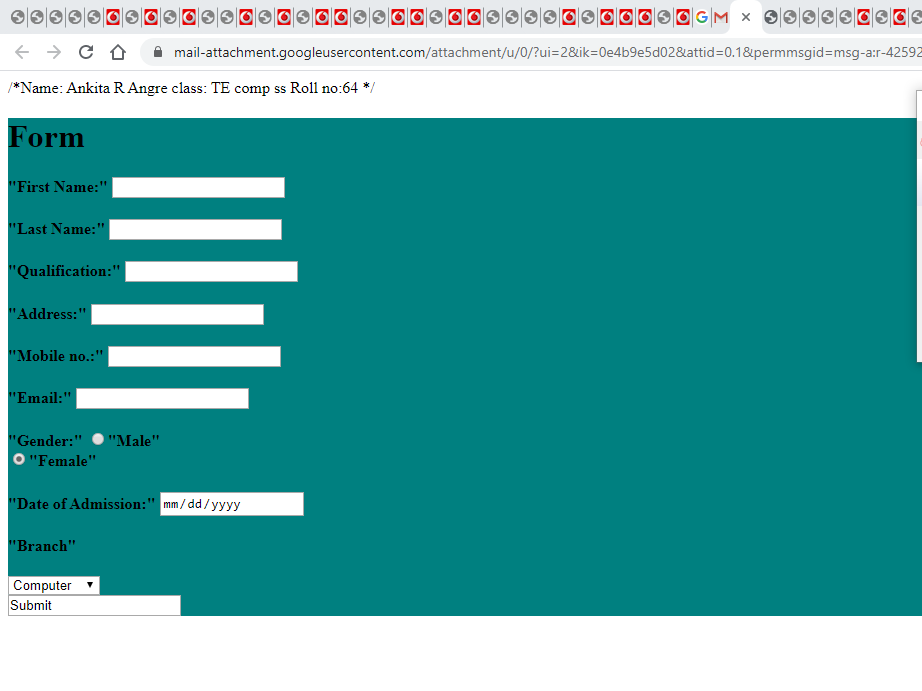 mail-attachment.googleusercontent.com/attachment/u/0/?ui=2&ik=0e4b9e5d02&attid=0.1&permmsgid=msg-a:r-42592
/*Name: Ankita R Angre class: TE comp ss Roll no:64 */
Form
"First Name:"
"Last Name:"
"Qualification:"
"Address:"
"Mobile no.:"
"Email:"
"Gender:" "Male"
"Female"
"Date of Admission:" mm/dd/yyyy
"Branch"
Computer
Submit